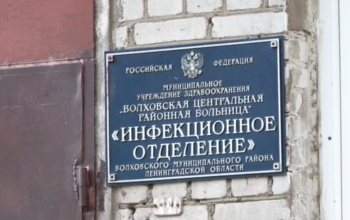 РОССИЙСКАЯ ФЕДЕРАЦИЯ
МУНИЦИПАЛЬНОЕ
УЧРЕЖДЕНИЕ ЗДРАВООХРАНЕНИЯ
"ВОЛХОВСКАЯ ЦЕНТРАЛЬНАЯ
РАЙОННАЯ БОЛЬНИЦА"
«ИНФЕКЦИОННОЕ
ОТДЕЛЕНИЕ»
ВОЛХОВСКОГО МУНИЦИПАЛЬНОГО РАЙОНА
ЛЕНИНГРАДСКОЙ ОБЛАСТИ